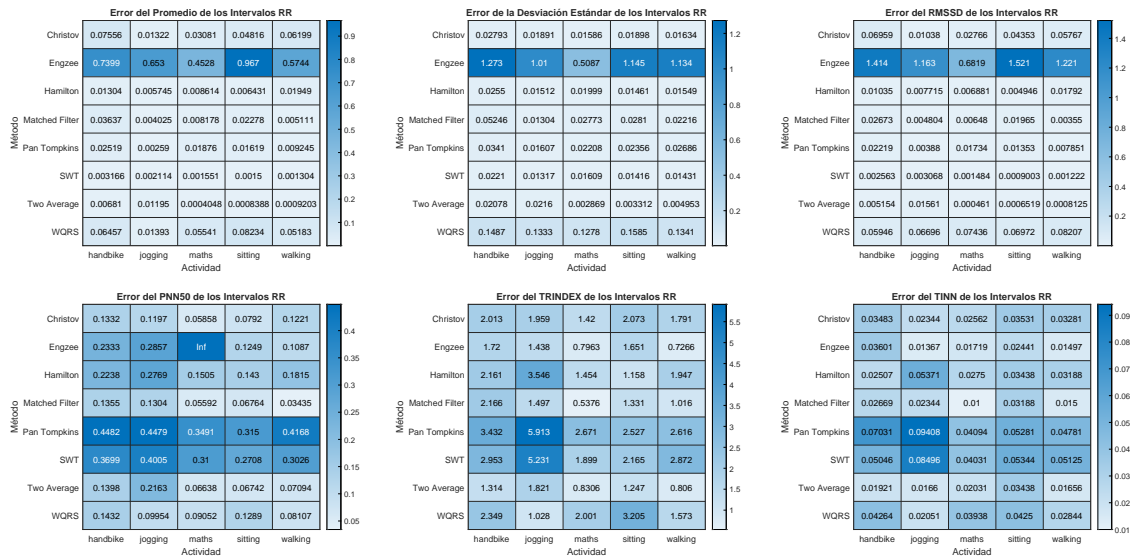 Error del Promedio de los Intervalos RR
Método
Christov 0.07556 0.01322 0.03081 0.04816 0.06199
Engzee 0.7399 0.653 0.4528 0.967 0.5744
Hamilton 0.01304 0.005745 0.008614 0.006431 0.01949
Matched Filter 0.03637 0.004025 0.008178 0.02278 0.005111
Pan Tompkins 0.02519 0.00259 0.01876 0.01619 0.009245
SWT 0.003166 0.002114 0.001551 0.0015 0.001304
Two Average 0.00681 0.01195 0.0004048 0.0008388 0.0009203
WQRS 0.06457 0.01393 0.05541 0.08234 0.05183
handbike jogging maths sitting walking
Actividad
0.9
0.8
0.7
0.6
0.5
0.4
0.3
0.2
0.1
Error de la Desviación Estándar de los Intervalos RR
Método
Christov 0.02793 0.01891 0.01586 0.01898 0.01634
Engzee 1.273 1.01 0.5087 1.145 1.134
Hamilton 0.0255 0.01512 0.01999 0.01461 0.01549
Matched Filter 0.05246 0.01304 0.02773 0.0281 0.02216
Pan Tompkins 0.0341 0.01607 0.02208 0.02356 0.02686
SWT 0.0221 0.01317 0.01609 0.01416 0.01431
Two Average 0.02078 0.0216 0.002869 0.003312 0.004953
WQRS 0.1487 0.1333 0.1278 0.1585 0.1341
handbike jogging maths sitting walking
Actividad
1.2
1
0.8
0.6
0.4
0.2
Error del RMSSD de los Intervalos RR
Método
Christov 0.06959 0.01038 0.02766 0.04353 0.05767
Engzee 1.414 1.163 0.6819 1.521 1.221
Hamilton 0.01035 0.007715 0.006881 0.004946 0.01792
Matched Filter 0.02673 0.004804 0.00648 0.01965 0.00355
Pan Tompkins 0.02219 0.00388 0.01734 0.01353 0.007851
SWT 0.002563 0.003068 0.001484 0.0009003 0.001222
Two Average 0.005154 0.01561 0.000461 0.0006519 0.0008125
WQRS 0.05946 0.06696 0.07436 0.06972 0.08207
handbike jogging maths sitting walking
Actividad
1.4
1.2
1
0.8
0.6
0.4
0.2
Error del PNN50 de los Intervalos RR
Método
Christov 0.1332 0.1197 0.05858 0.0792 0.1221
Engzee 0.2333 0.2857 Inf 0.1249 0.1087
Hamilton 0.2238 0.2769 0.1505 0.143 0.1815
Matched Filter 0.1355 0.1304 0.05592 0.06764 0.03435
Pan Tompkins 0.4482 0.4479 0.3491 0.315 0.4168
SWT 0.3699 0.4005 0.31 0.2708 0.3026
Two Average 0.1398 0.2163 0.06638 0.06742 0.07094
WQRS 0.1432 0.09954 0.09052 0.1289 0.08107
handbike jogging maths sitting walking
Actividad
0.4
0.35
0.3
0.25
0.2
0.15
0.1
0.05
Error del TRINDEX de los Intervalos RR
Método
Christov 2.013 1.959 1.42 2.073 1.791
Engzee 1.72 1.438 0.7963 1.651 0.7266
Hamilton 2.161 3.546 1.454 1.158 1.947
Matched Filter 2.166 1.497 0.5376 1.331 1.016
Pan Tompkins 3.432 5.913 2.671 2.527 2.616
SWT 2.953 5.231 1.899 2.165 2.872
Two Average 1.314 1.821 0.8306 1.247 0.806
WQRS 2.349 1.028 2.001 3.205 1.573
handbike jogging maths sitting walking
Actividad
5.5
5
4.5
4
3.5
3
2.5
2
1.5
1
Error del TINN de los Intervalos RR
Método
Christov 0.03483 0.02344 0.02562 0.03531 0.03281
Engzee 0.03601 0.01367 0.01719 0.02441 0.01497
Hamilton 0.02507 0.05371 0.0275 0.03438 0.03188
Matched Filter 0.02669 0.02344 0.01 0.03188 0.015
Pan Tompkins 0.07031 0.09408 0.04094 0.05281 0.04781
SWT 0.05046 0.08496 0.04031 0.05344 0.05125
Two Average 0.01921 0.0166 0.02031 0.03438 0.01656
WQRS 0.04264 0.02051 0.03938 0.0425 0.02844
handbike jogging maths sitting walking
Actividad
0.09
0.08
0.07
0.06
0.05
0.04
0.03
0.02
0.01